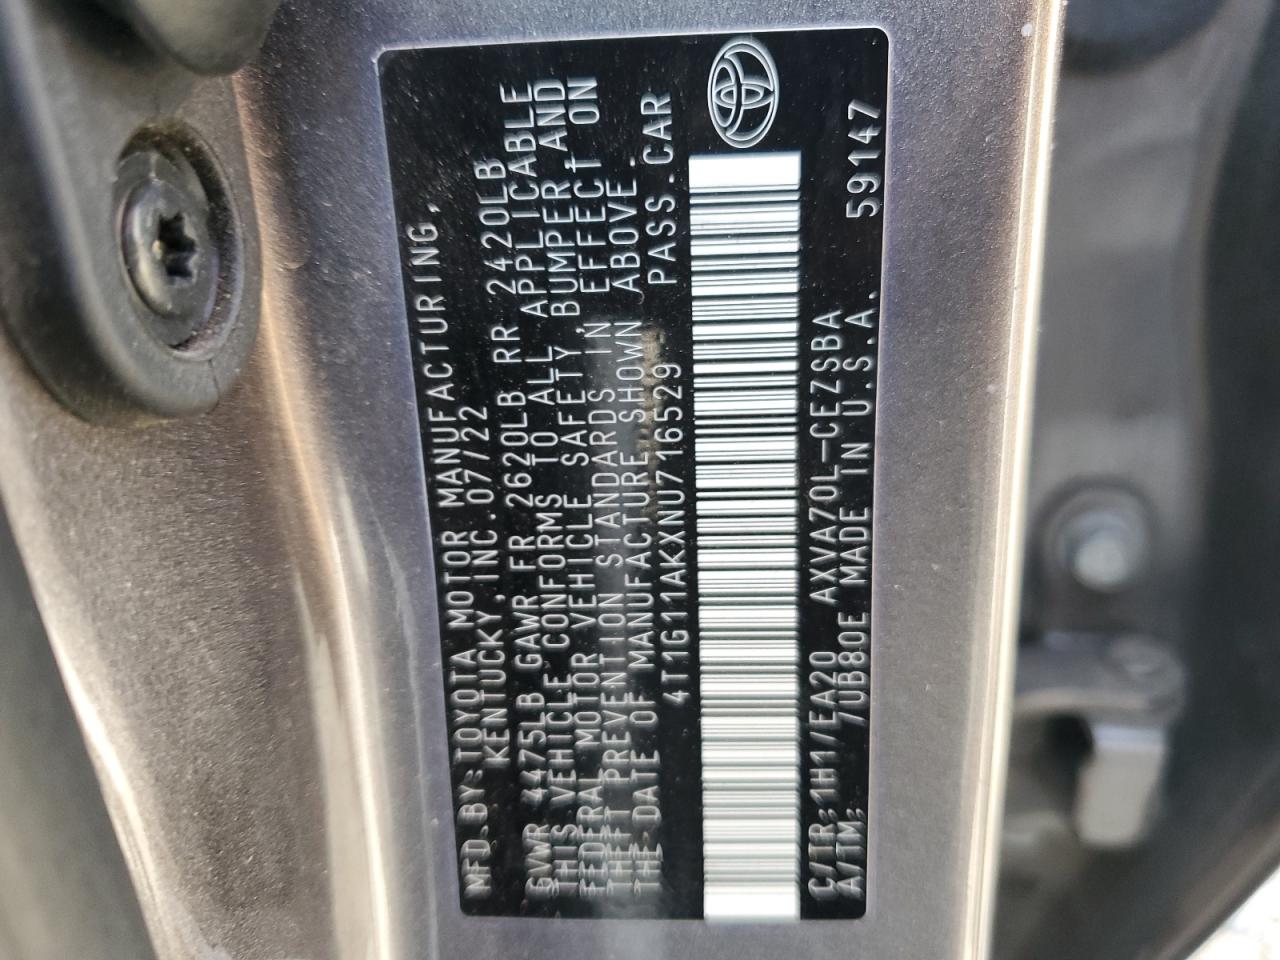 MFD.BY:TOYOTA MOTOR MANUFACTURING,
KENTUCKY,INC.07/22
GVWR 4475LB GAWR FR 2620LB RR 2420LB
THIS VEHICLE CONFORMS TO ALL APPLICABLE
FEDERAL MOTOR VEHICLE SAFETY,BUMPER AND
THEFT PREVENTION STANDARDS IN EFFECT ON
THE DATE OF MANUFACTURE SHOWN ABOVE.
4T1G11AKXNU716529 PASS.CAR
C/TR:1H1/EA20 AXVA70L-CEZSBA 59147
A/TM: /UB80E MADE IN U.S.A.